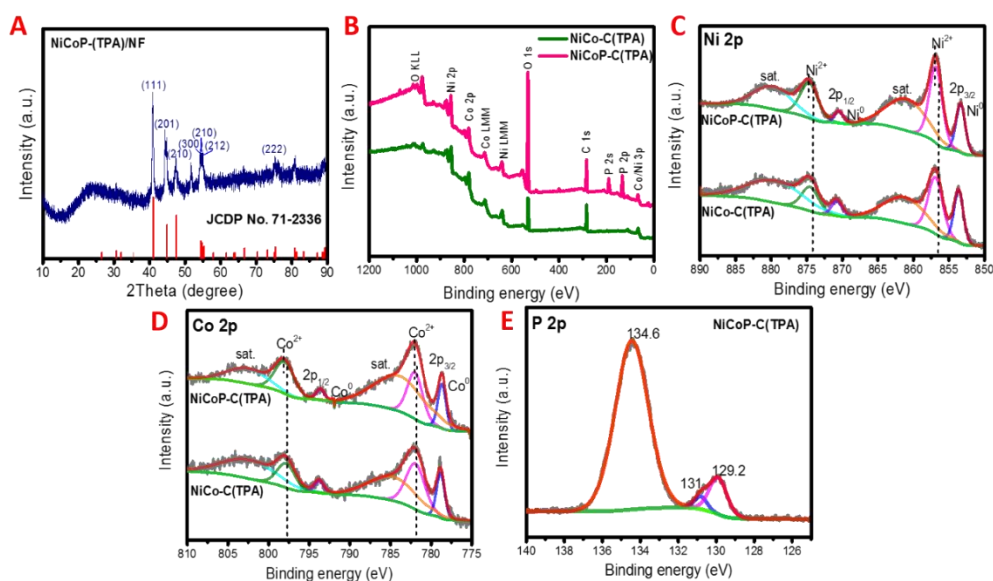 A
NiCoP-(TPA)/NF
(111)
(201)
(210)
(300)
(210)
(212)
(222)
JCDP No. 71-2336
Intensity (a.u.)
10 20 30 40 50 60 70 80 90
2Theta (degree)
B
NiCo-C(TPA)
NiCoP-C(TPA)
O KLL
Ni 2p
Co 2p
Co LMM
Ni LMM
O 1s
C 1s
P 2s
P 2p
Co/Ni 3p
Intensity (a.u.)
1200 1000 800 600 400 200 0
Binding energy (eV)
C
Ni 2p
sat.
Ni2+
2p1/2
Ni0
sat.
Ni2+
2p3/2
Ni0
NiCoP-C(TPA)
NiCo-C(TPA)
Intensity (a.u.)
890 885 880 875 870 865 860 855 850
Binding energy (eV)
D
Co 2p
sat.
Co2+
2p1/2
Co0
sat.
Co2+
2p3/2
Co0
NiCoP-C(TPA)
NiCo-C(TPA)
Intensity (a.u.)
810 805 800 795 790 785 780 775
Binding energy (eV)
E
P 2p
NiCoP-C(TPA)
134.6
131
129.2
Intensity (a.u.)
140 138 136 134 132 130 128 126
Binding energy (eV)